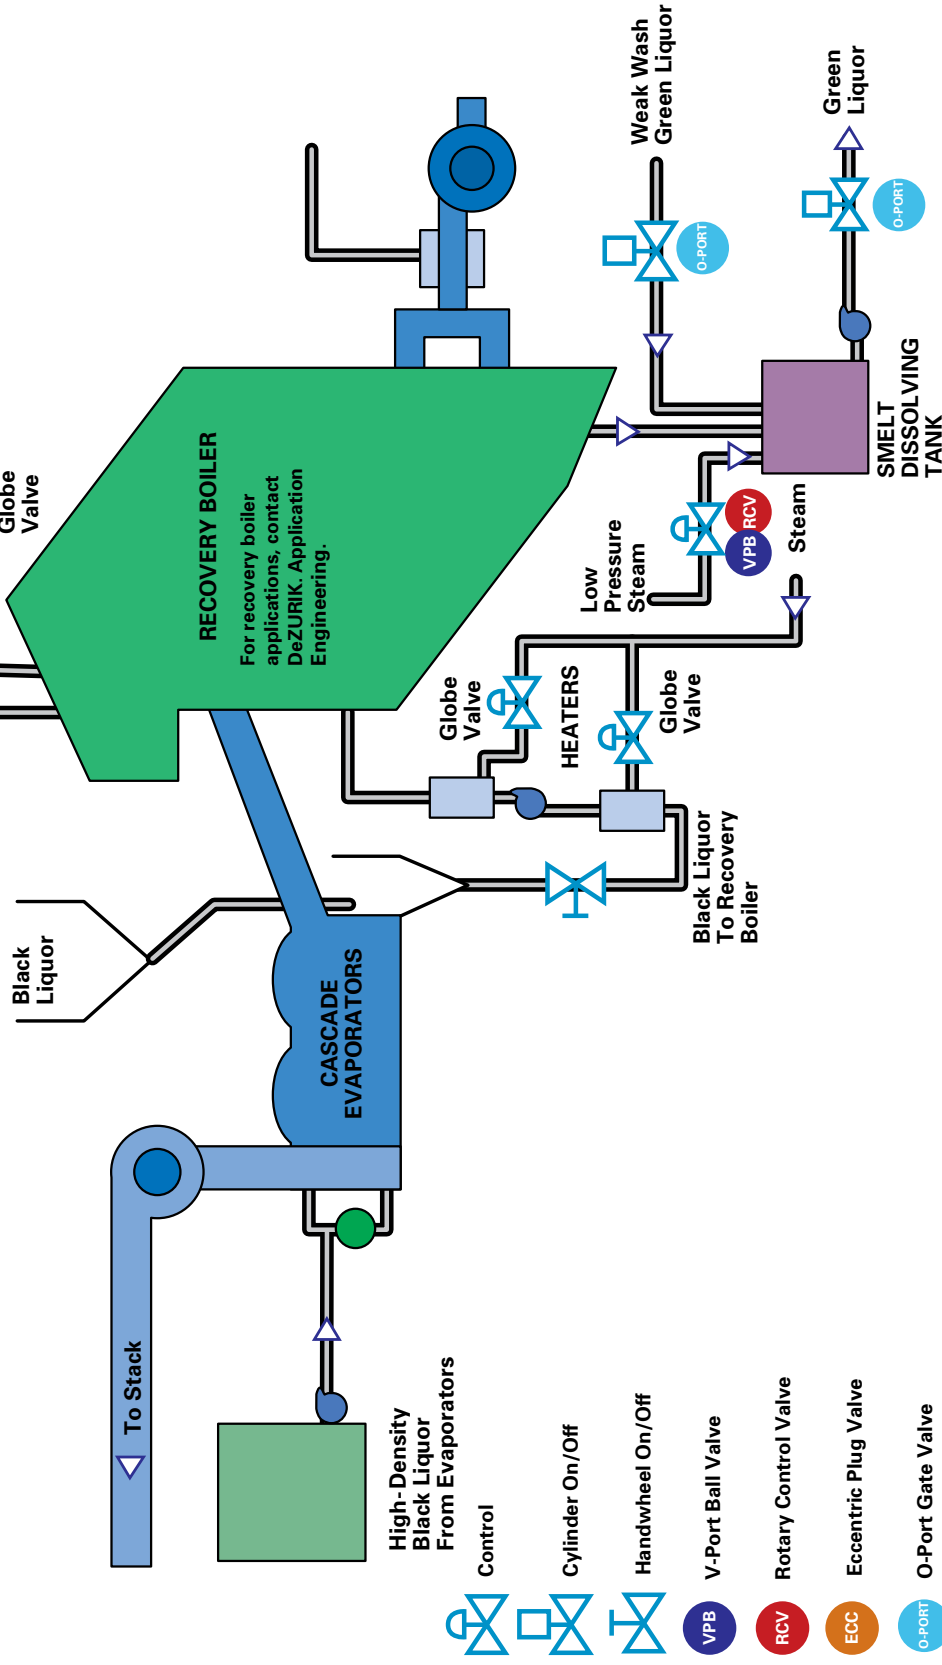 To Stack
High-Density
Black Liquor
From Evaporators
Black
Liquor
CASCADE
EVAPORATORS
Globe
Valve
RECOVERY BOILER
For recovery boiler
applications, contact
DeZURIK. Application
Engineering.
Globe
Valve
HEATERS
Globe
Valve
Black Liquor
To Recovery
Boiler
Low
Pressure
Steam
VPB
RCV
Steam
SMELT
DISSOLVING
TANK
Weak Wash
Green Liquor
O-PORT
Green
Liquor
O-PORT
Control
Cylinder On/Off
Handwheel On/Off
VPB V-Port Ball Valve
RCV Rotary Control Valve
ECC Eccentric Plug Valve
O-PORT O-Port Gate Valve